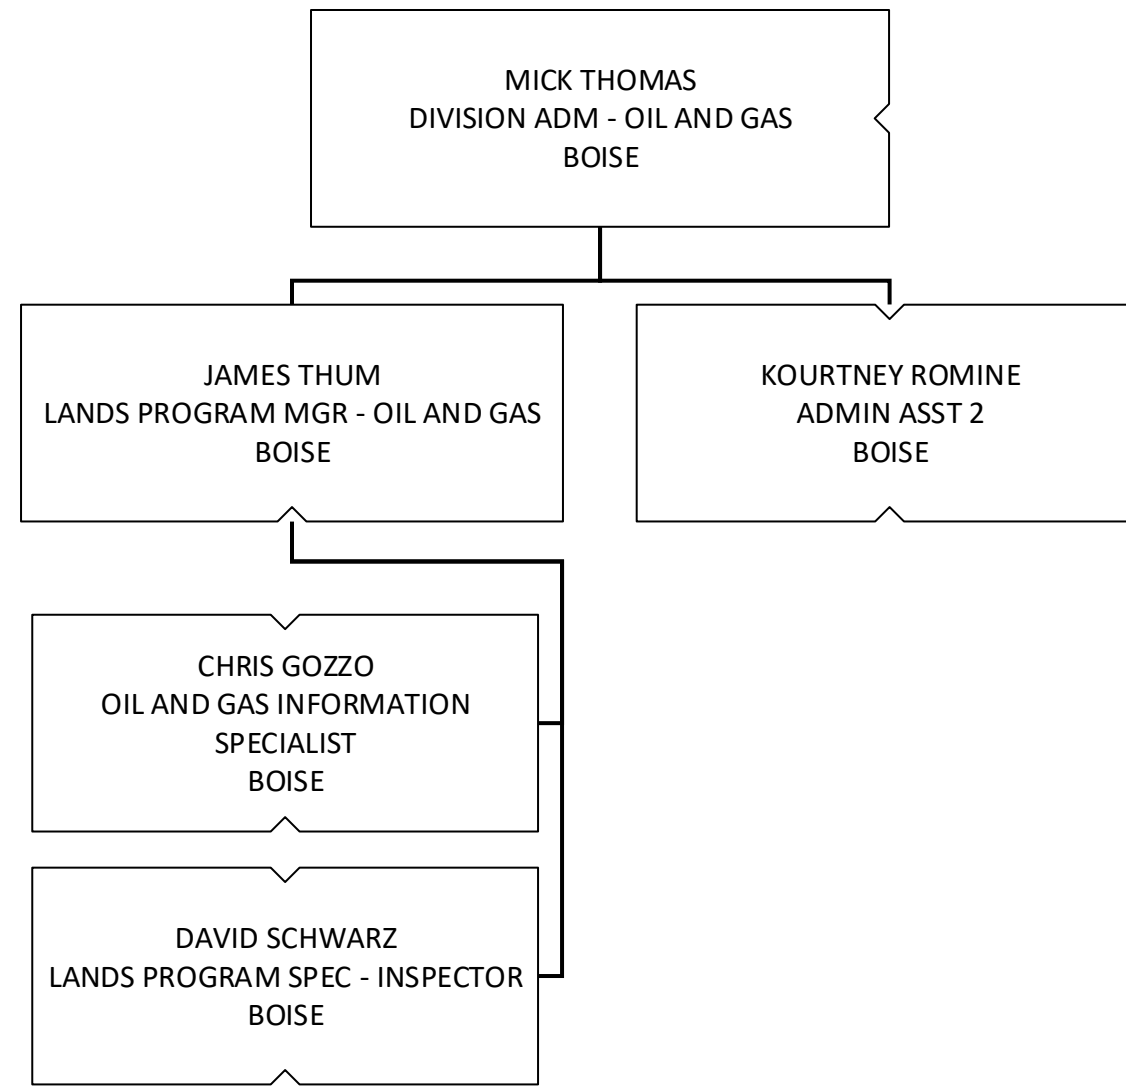 MICK THOMAS
DIVISION ADM - OIL AND GAS
BOISE
JAMES THUM
LANDS PROGRAM MGR - OIL AND GAS
BOISE
KOURTNEY ROMINE
ADMIN ASST 2
BOISE
CHRIS GOZZO
OIL AND GAS INFORMATION
SPECIALIST
BOISE
DAVID SCHWARZ
LANDS PROGRAM SPEC - INSPECTOR
BOISE